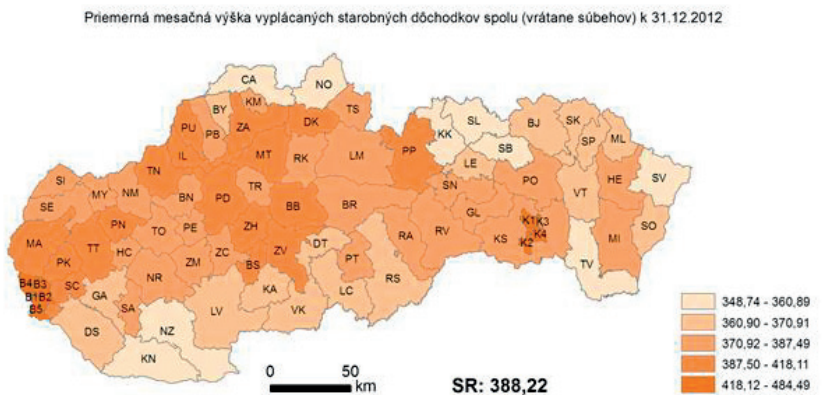 Priemerná mesačná výška vyplácaných starobných dôchodkov spolu (vrátane súbehov) k 31.12.2012
CA
NO
BY
KM
PU
PB
ZA
DK
TS
KK
SL
SB
BJ
SK
SP
ML
IL
MT
RK
LM
PP
LE
TN
SI
MY
NM
BN
PD
TR
BB
BR
SN
PO
VT
HE
SV
SE
PN
TO
PE
ZH
GL
SO
MA
TT
HC
ZM
ZC
ZV
DT
RA
RV
KS
K1
K3
K4
K2
MI
PK
NR
BS
PT
TV
B4
B3
SC
GA
KA
LC
RS
B1
B2
B5
SA
LV
VK
DS
NZ
KN
0 50
km
SR: 388,22
348,74 - 360,89
360,90 - 370,91
370,92 - 387,49
387,50 - 418,11
418,12 - 484,49